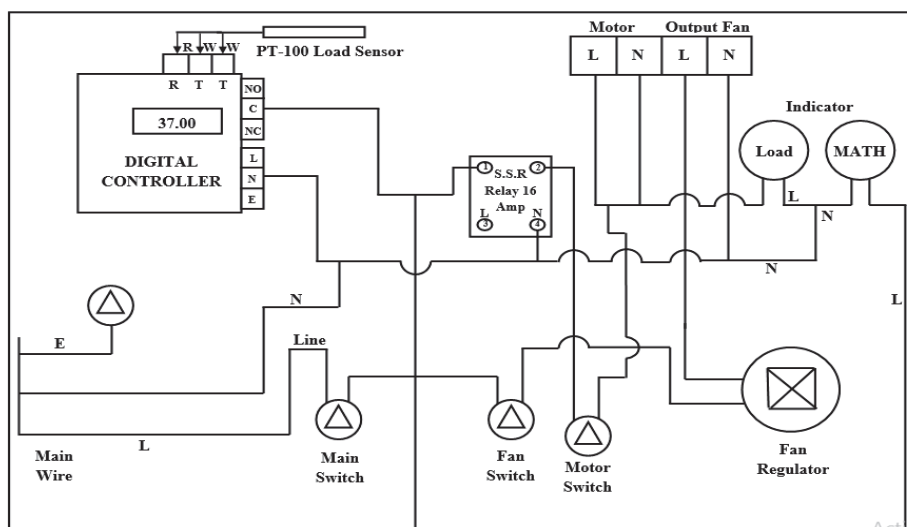 Motor Output Fan
L N L N
R W W
PT-100 Load Sensor
R T T
NO
C
NC
37.00
DIGITAL
CONTROLLER
L
N
E
1 2
S.S.R
Relay 16
Amp
L N
3 4
Indicator
Load MATH
L
N
N
L
N
E
Line
L
Main
Wire
Main
Switch
Fan
Switch
Motor
Switch
Fan
Regulator